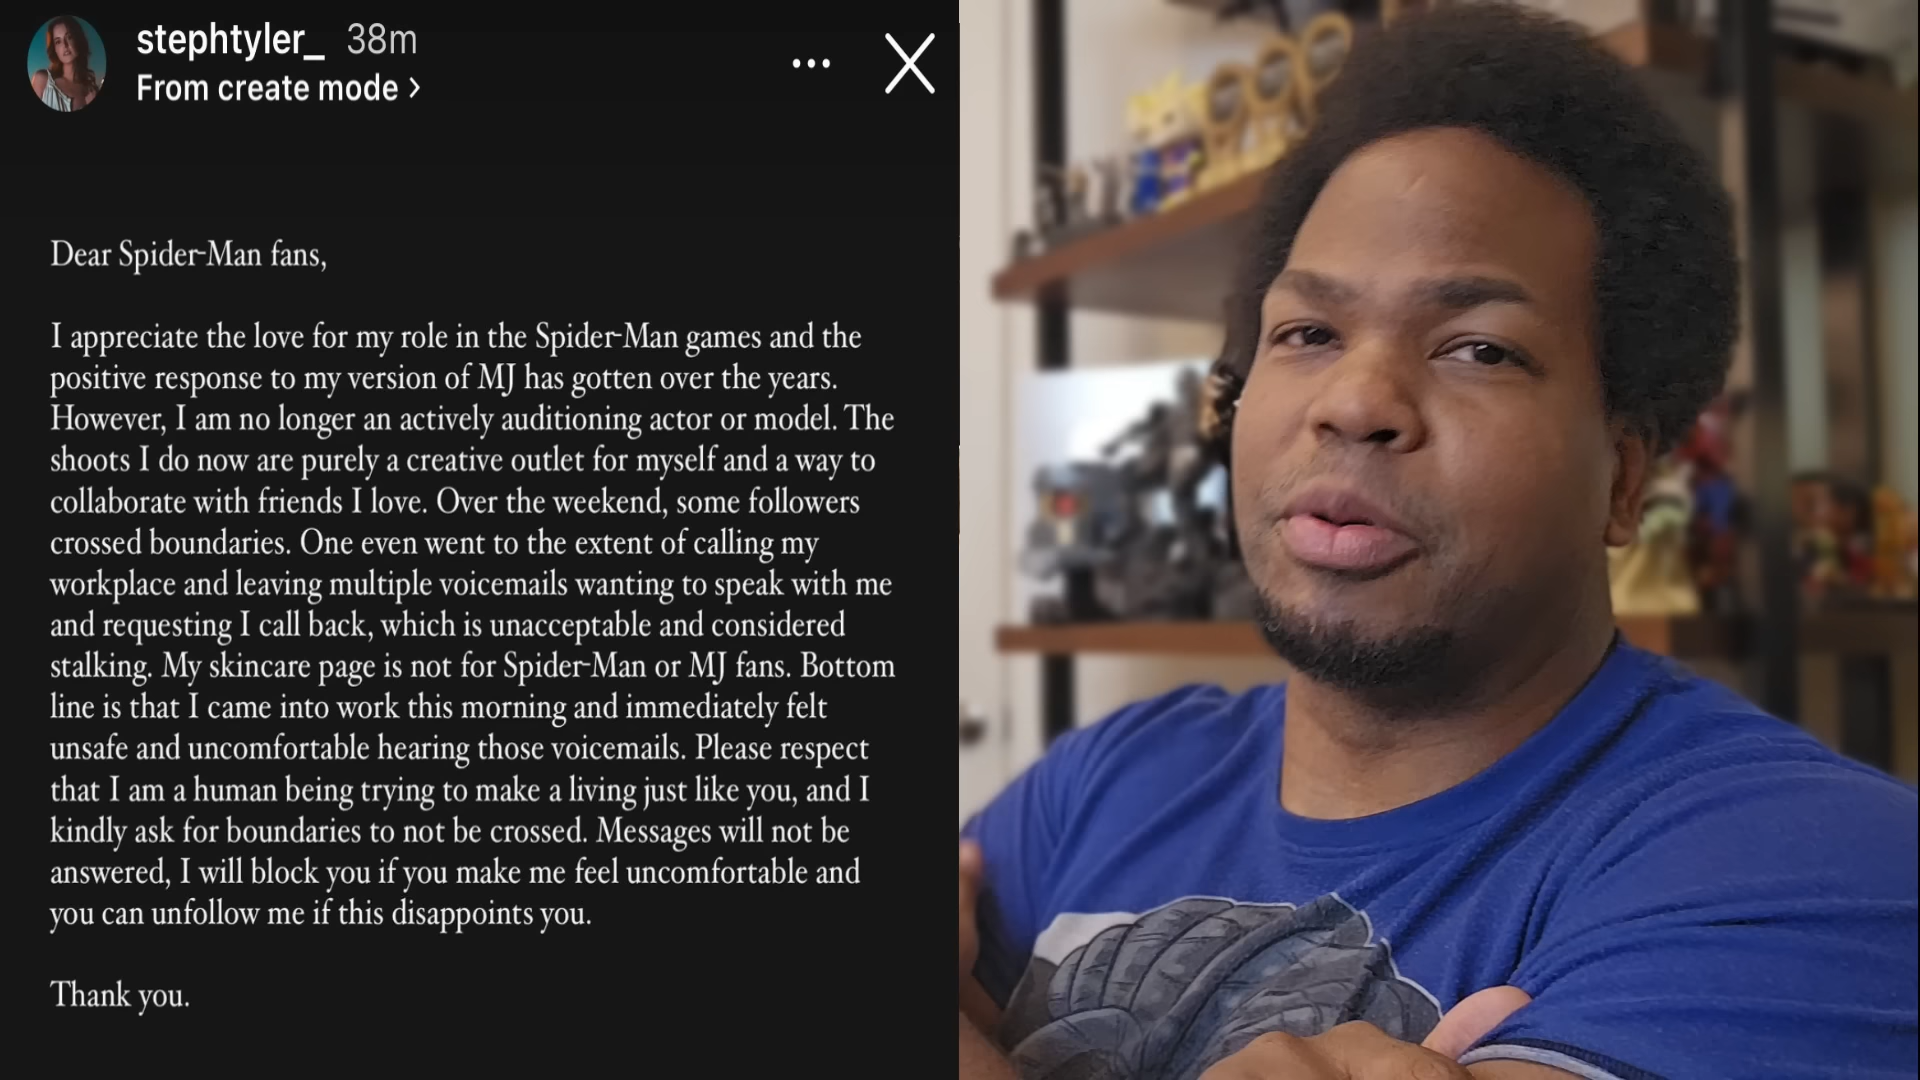 stephtyler_ 38m
From create mode >
Dear Spider-Man fans,
I appreciate the love for my role in the Spider-Man games and the
positive response to my version of MJ has gotten over the years.
However, I am no longer an actively auditioning actor or model. The
shoots I do now are purely a creative outlet for myself and a way to
collaborate with friends I love. Over the weekend, some followers
crossed boundaries. One even went to the extent of calling my
workplace and leaving multiple voicemails wanting to speak with me
and requesting I call back, which is unacceptable and considered
stalking. My skincare page is not for Spider-Man or MJ fans. Bottom
line is that I came into work this morning and immediately felt
unsafe and uncomfortable hearing those voicemails. Please respect
that I am a human being trying to make a living just like you, and I
kindly ask for boundaries to not be crossed. Messages will not be
answered, I will block you if you make me feel uncomfortable and
you can unfollow me if this disappoints you.
Thank you.